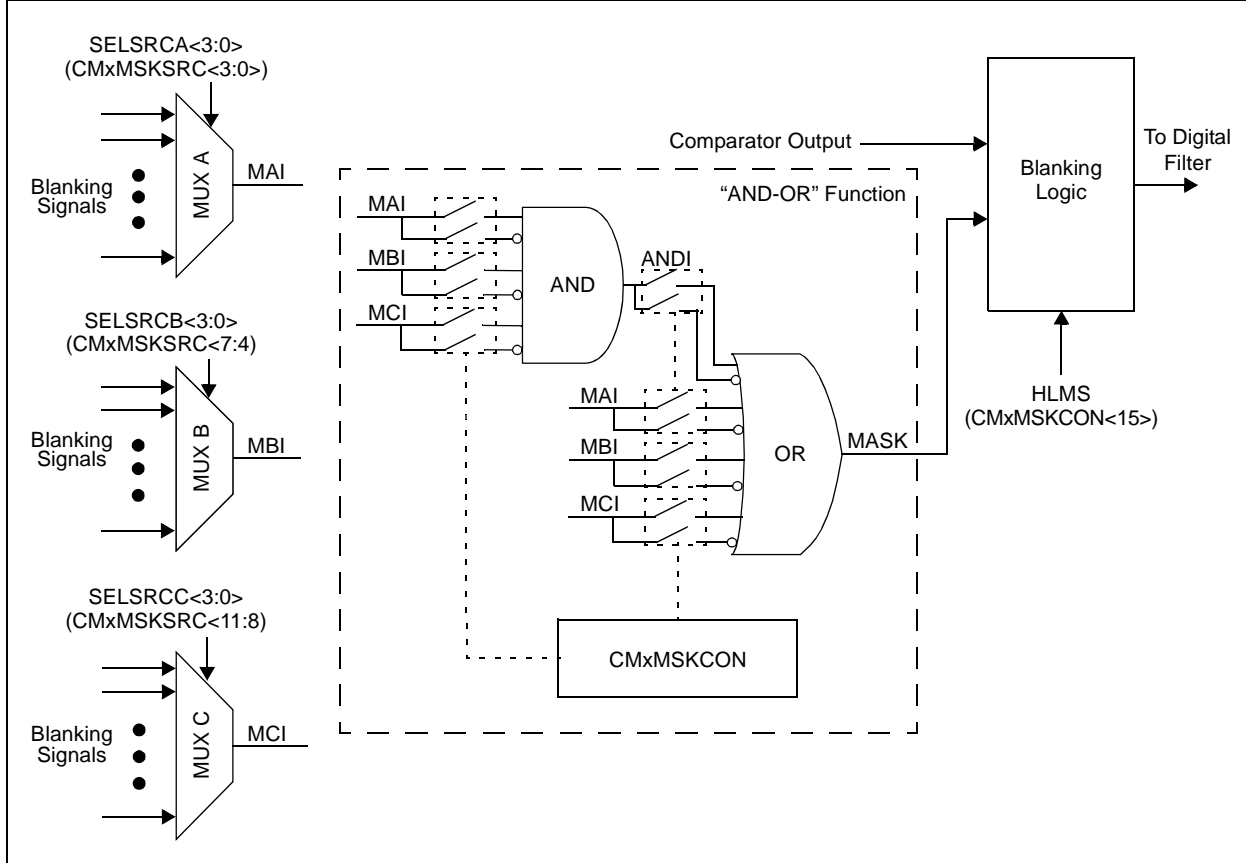 SELSRCA<3:0>
(CMxMSKSRC<3:0>)
MUX A
Blanking
Signals
MAI
SELSRCB<3:0>
(CMxMSKSRC<7:4)
MUX B
Blanking
Signals
MBI
SELSRCC<3:0>
(CMxMSKSRC<11:8)
MUX C
Blanking
Signals
MCI
“AND-OR” Function
MAI
MBI
MCI
AND
ANDI
MAI
MBI
MCI
OR
MASK
CMxMSKCON
Comparator Output
Blanking
Logic
To Digital
Filter
HLMS
(CMxMSKCON<15>)